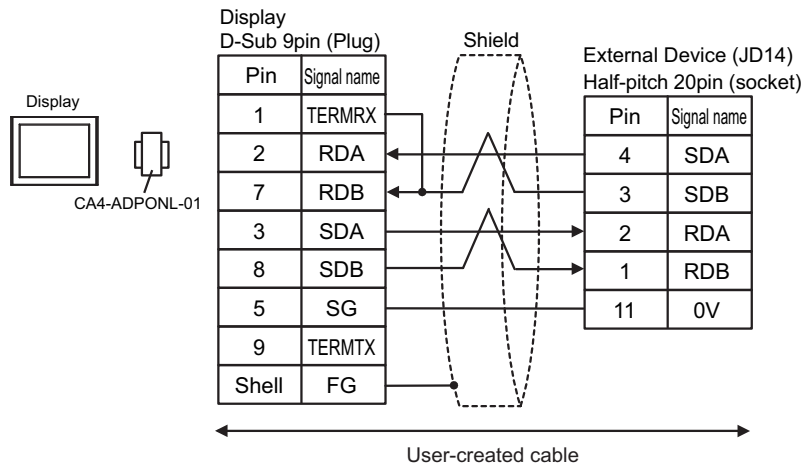 Display
D-Sub 9pin (Plug)
Shield
External Device (JD14)
Half-pitch 20pin (socket)
Display
CA4-ADPONL-01
Pin Signal name
1 TERMRX
2 RDA
7 RDB
3 SDA
8 SDB
5 SG
9 TERMTX
Shell FG
Pin Signal name
4 SDA
3 SDB
2 RDA
1 RDB
11 0V
User-created cable